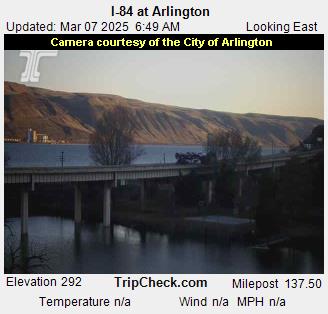 I-84 at Arlington
Updated: Mar 07 2025 6:49 AM Looking East
Camera courtesy of the City of Arlington
Elevation 292 TripCheck.com Milepost 137.50
Temperature n/a Wind n/a MPH n/a